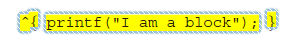 ^{ printf("I am a block"); }